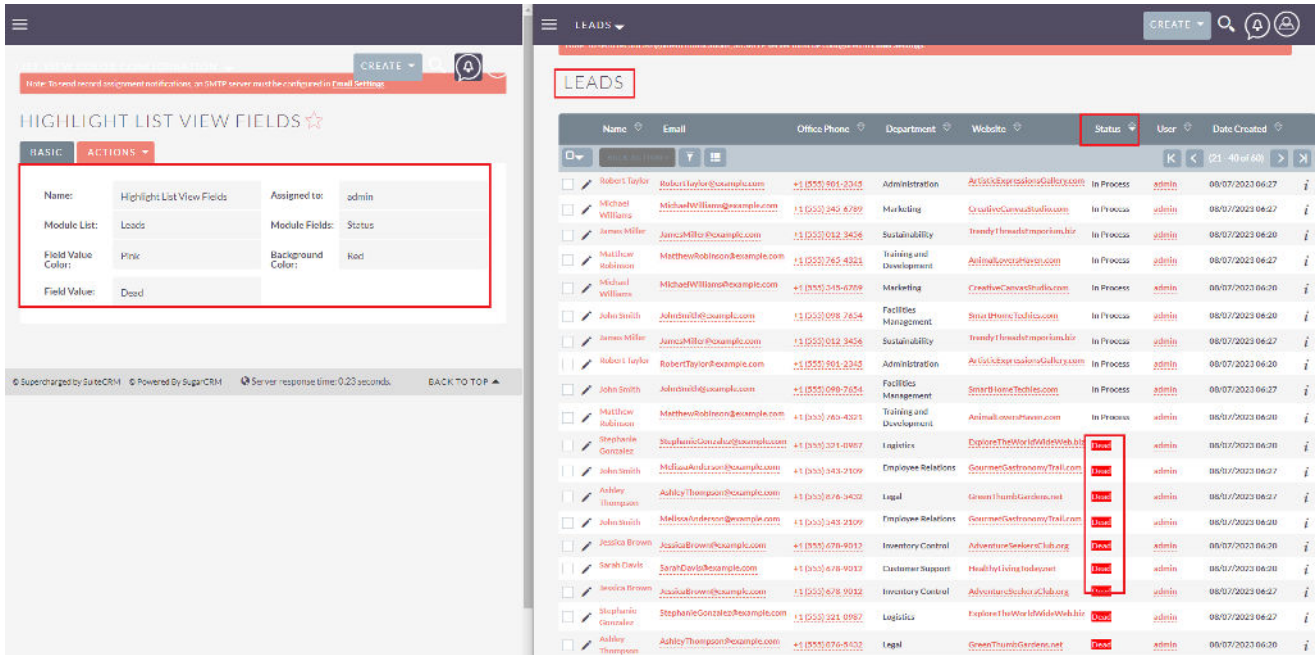 CREATE
Note: To send record assignment notifications, an SMTP server must be configured in Email Settings.
HIGHLIGHT LIST VIEW FIELDS
BASIC ACTIONS
Name: Highlight List View Fields Assigned to: admin
Module List: Leads Module Fields: Status
Field Value Color: Pink Background Color: Red
Field Value: Dead
© Supercharged by SuiteCRM © Powered By SugarCRM Server response time: 0.23 seconds. BACK TO TOP
LEADS CREATE
LEADS
Name Email Office Phone Department Website Status User Date Created
(21 - 40 of 60)
Robert Taylor RobertTaylor@example.com +1 (555) 901-2345 Administration ArtisticExpressionsGallery.com In Process admin 08/07/2023 06:27
Michael Williams MichaelWilliams@example.com +1 (555) 345-6789 Marketing CreativeCanvasStudio.com In Process admin 08/07/2023 06:27
James Miller JamesMiller@example.com +1 (555) 012-3456 Sustainability TrendyThreadsEmporium.biz In Process admin 08/07/2023 06:20
Matthew Robinson MatthewRobinson@example.com +1 (555) 765-4321 Training and Development AnimalLoversHaven.com In Process admin 08/07/2023 06:27
Michael Williams MichaelWilliams@example.com +1 (555) 345-6789 Marketing CreativeCanvasStudio.com In Process admin 08/07/2023 06:20
John Smith JohnSmith@example.com +1 (555) 098-7654 Facilities Management SmartHomeTechies.com In Process admin 08/07/2023 06:20
James Miller JamesMiller@example.com +1 (555) 012-3456 Sustainability TrendyThreadsEmporium.biz In Process admin 08/07/2023 06:27
Robert Taylor RobertTaylor@example.com +1 (555) 901-2345 Administration ArtisticExpressionsGallery.com In Process admin 08/07/2023 06:20
John Smith JohnSmith@example.com +1 (555) 098-7654 Facilities Management SmartHomeTechies.com In Process admin 08/07/2023 06:27
Matthew Robinson MatthewRobinson@example.com +1 (555) 765-4321 Training and Development AnimalLoversHaven.com In Process admin 08/07/2023 06:20
Stephanie Gonzalez StephanieGonzalez@example.com +1 (555) 321-0987 Logistics ExploreTheWorldWideWeb.biz Dead admin 08/07/2023 06:20
John Smith MelissaAnderson@example.com +1 (555) 543-2109 Employee Relations GourmetGastronomyTrail.com Dead admin 08/07/2023 06:27
Ashley Thompson AshleyThompson@example.com +1 (555) 876-5432 Legal GreenThumbGardens.net Dead admin 08/07/2023 06:27
John Smith MelissaAnderson@example.com +1 (555) 543-2109 Employee Relations GourmetGastronomyTrail.com Dead admin 08/07/2023 06:20
Jessica Brown JessicaBrown@example.com +1 (555) 678-9012 Inventory Control AdventureSeekersClub.org Dead admin 08/07/2023 06:20
Sarah Davis SarahDavis@example.com +1 (555) 678-9012 Customer Support HealthyLivingToday.net Dead admin 08/07/2023 06:20
Jessica Brown JessicaBrown@example.com +1 (555) 678-9012 Inventory Control AdventureSeekersClub.org Dead admin 08/07/2023 06:27
Stephanie Gonzalez StephanieGonzalez@example.com +1 (555) 321-0987 Logistics ExploreTheWorldWideWeb.biz Dead admin 08/07/2023 06:27
Ashley Thompson AshleyThompson@example.com +1 (555) 876-5432 Legal GreenThumbGardens.net Dead admin 08/07/2023 06:20